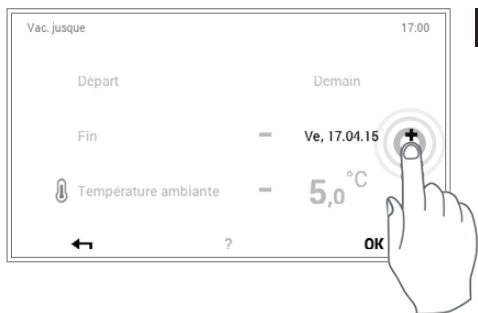 Vac. jusque 17:00
Départ Demain
Fin − Ve, 17.04.15 +
Température ambiante − 5,0 °C
? OK